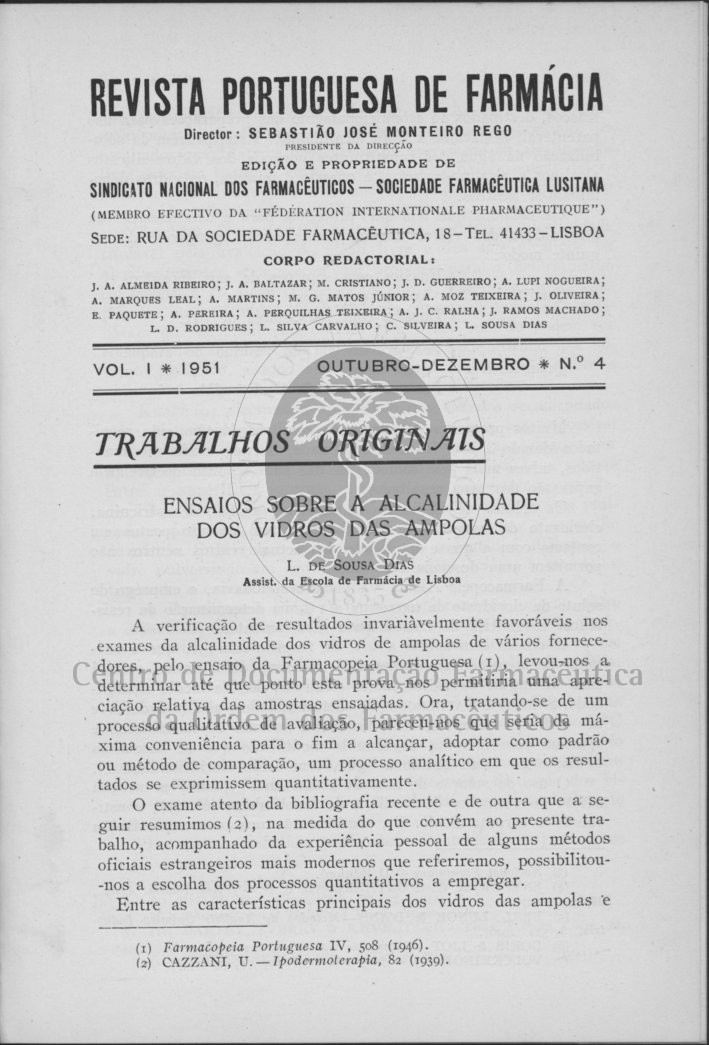 REVISTA PORTUGUESA DE FARMÁCIA
Director: SEBASTIÃO JOSÉ MONTEIRO REGO
PRESIDENTE DA DIRECÇÃO
EDIÇÃO E PROPRIEDADE DE
SINDICATO NACIONAL DOS FARMACÊUTICOS — SOCIEDADE FARMACÊUTICA LUSITANA
(MEMBRO EFECTIVO DA "FÉDÉRATION INTERNATIONALE PHARMACEUTIQUE")
SEDE: RUA DA SOCIEDADE FARMACÊUTICA, 18 – TEL. 41433 – LISBOA
CORPO REDACTORIAL:
J. A. ALMEIDA RIBEIRO; J. A. BALTAZAR; M. CRISTIANO; J. D. GUERREIRO; A. LUPI NOGUEIRA;
A. MARQUES LEAL; A. MARTINS; M. G. MATOS JÚNIOR; A. MOZ TEIXEIRA; J. OLIVEIRA;
E. PAQUETE; A. PEREIRA; A. PERQUILHAS TEIXEIRA; A. J. C. RALHA; J. RAMOS MACHADO;
L. D. RODRIGUES; L. SILVA CARVALHO; C. SILVEIRA; L. SOUSA DIAS
VOL. I * 1951 OUTUBRO-DEZEMBRO * N.º 4
TRABALHOS ORIGINAIS
ENSAIOS SOBRE A ALCALINIDADE
DOS VIDROS DAS AMPOLAS
L. DE SOUSA DIAS
Assist. da Escola de Farmácia de Lisboa
1835
A verificação de resultados invariàvelmente favoráveis nos
exames da alcalinidade dos vidros de ampolas de vários fornece-
dores, pelo ensaio da Farmacopeia Portuguesa (1), levou-nos a
Centro de Documentação Farmacêutica
determinar até que ponto esta prova nos permitiria uma apre-
ciação relativa das amostras ensaiadas. Ora, tratando-se de um
da Ordem dos Farmacêuticos
processo qualitativo de avaliação, pareceu-nos que seria da má-
xima conveniência para o fim a alcançar, adoptar como padrão
ou método de comparação, um processo analítico em que os resul-
tados se exprimissem quantitativamente.
O exame atento da bibliografia recente e de outra que a se-
guir resumimos (2), na medida do que convém ao presente tra-
balho, acompanhado da experiência pessoal de alguns métodos
oficiais estrangeiros mais modernos que referiremos, possibilitou-
-nos a escolha dos processos quantitativos a empregar.
Entre as características principais dos vidros das ampolas e
(1) Farmacopeia Portuguesa IV, 508 (1946).
(2) CAZZANI, U. — Ipodermoterapia, 82 (1939).